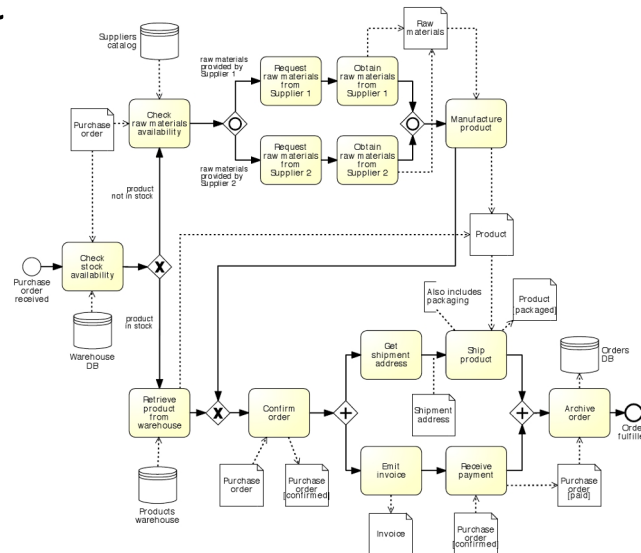 Suppliers
catalog
Raw
materials
raw materials
provided by
Supplier 1
Request
raw materials
from
Supplier 1
Obtain
raw materials
from
Supplier 1
Purchase
order
Check
raw materials
availability
Manufacture
product
raw materials
provided by
Supplier 2
Request
raw materials
from
Supplier 2
Obtain
raw materials
from
Supplier 2
product
not in stock
Product
Purchase
order
received
Check
stock
availability
X
Also includes
packaging
Product
[packaged]
product
in stock
Warehouse
DB
Get
shipment
address
Ship
product
Orders
DB
Retrieve
product
from
warehouse
X
Confirm
order
Shipment
address
Archive
order
Orde
fulfille
Purchase
order
Purchase
order
[confirmed]
Emit
invoice
Receive
payment
Purchase
order
[paid]
Products
warehouse
Invoice
Purchase
order
[confirmed]